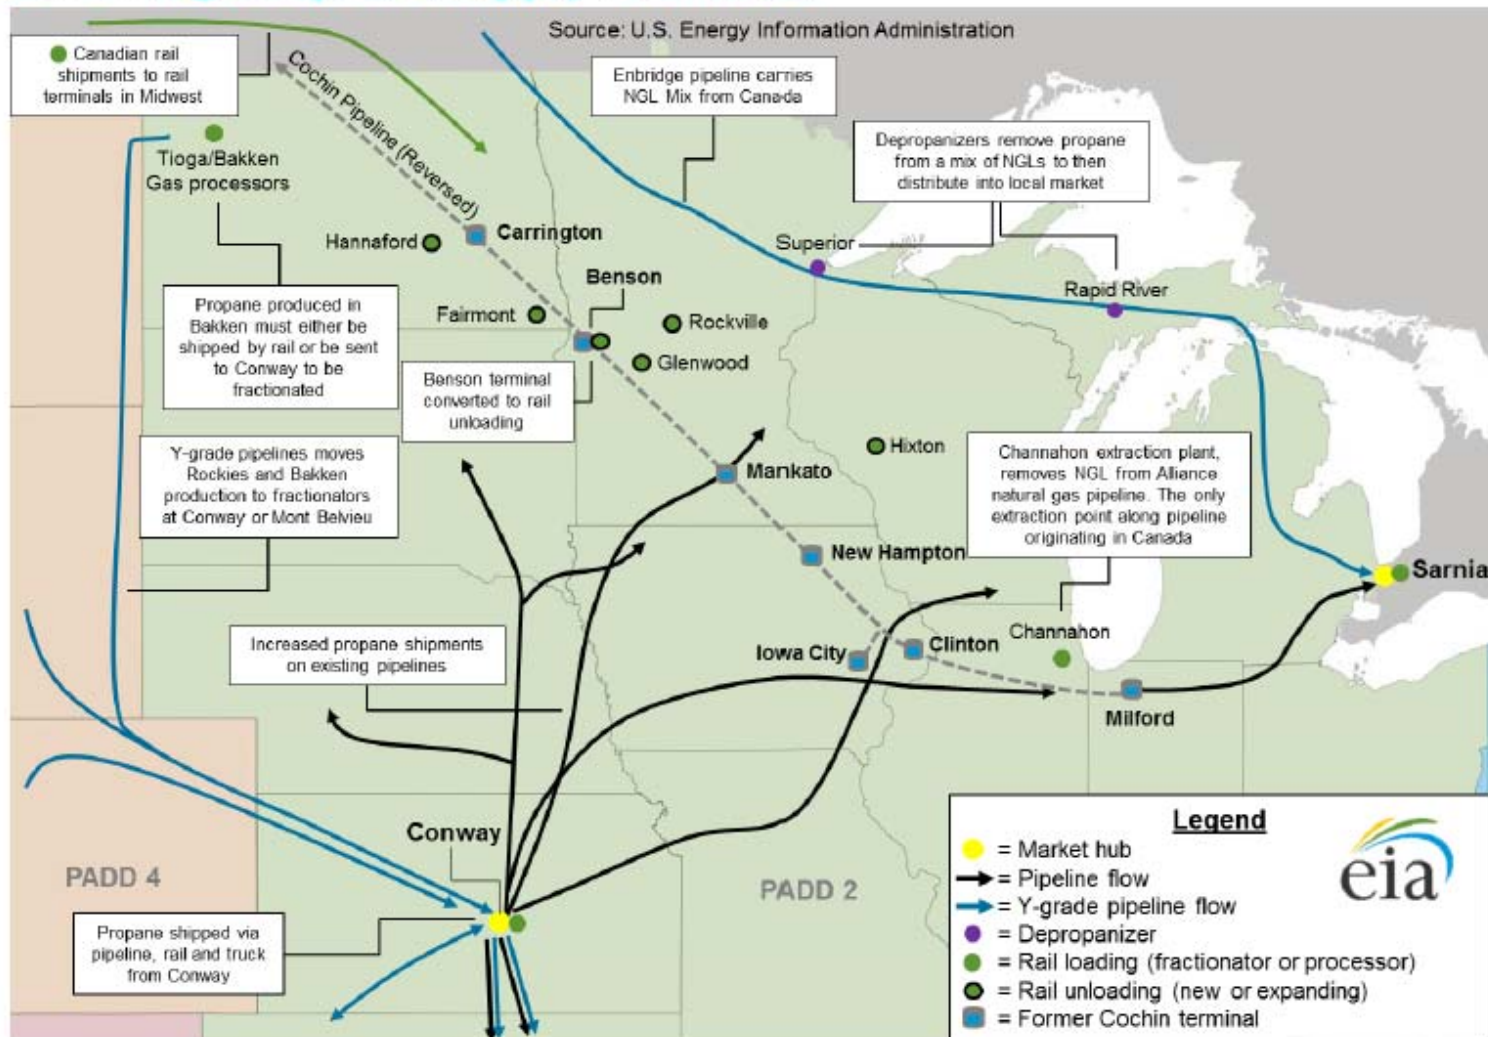 Source: U.S. Energy Information Administration
Canadian rail
shipments to rail
terminals in Midwest
Cochin Pipeline (Reversed)
Enbridge pipeline carries
NGL Mix from Canada
Depropanizers remove propane
from a mix of NGLs to then
distribute into local market
Tioga/Bakken
Gas processors
Hannaford
Carrington
Superior
Rapid River
Benson
Propane produced in
Bakken must either be
shipped by rail or be sent
to Conway to be
fractionated
Fairmont
Rockville
Glenwood
Benson terminal
converted to rail
unloading
Y-grade pipelines moves
Rockies and Bakken
production to fractionators
at Conway or Mont Belvieu
Mankato
Hixton
Channahon extraction plant,
removes NGL from Alliance
natural gas pipeline. The only
extraction point along pipeline
originating in Canada
New Hampton
Sarnia
Increased propane shipments
on existing pipelines
Iowa City
Clinton
Channahon
Milford
Conway
PADD 4
PADD 2
Propane shipped via
pipeline, rail and truck
from Conway
Legend
= Market hub
= Pipeline flow
= Y-grade pipeline flow
= Depropanizer
= Rail loading (fractionator or processor)
= Rail unloading (new or expanding)
= Former Cochin terminal
eia